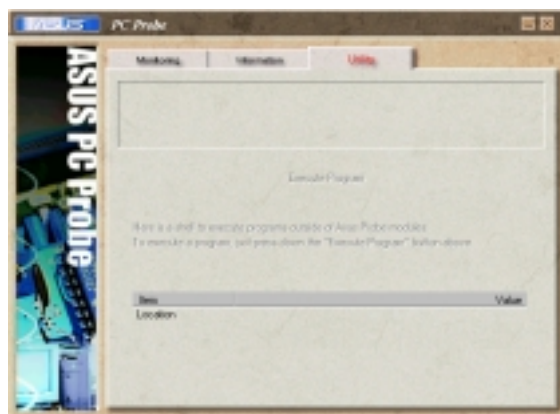 ASUS PC Probe
Monitoring Information Utility
ASUS PC Probe
Execute Program
Here is a shell to execute programs outside of Asus Probe modules
To execute a program, just press down the "Execute Program" button above
Item Value
Location